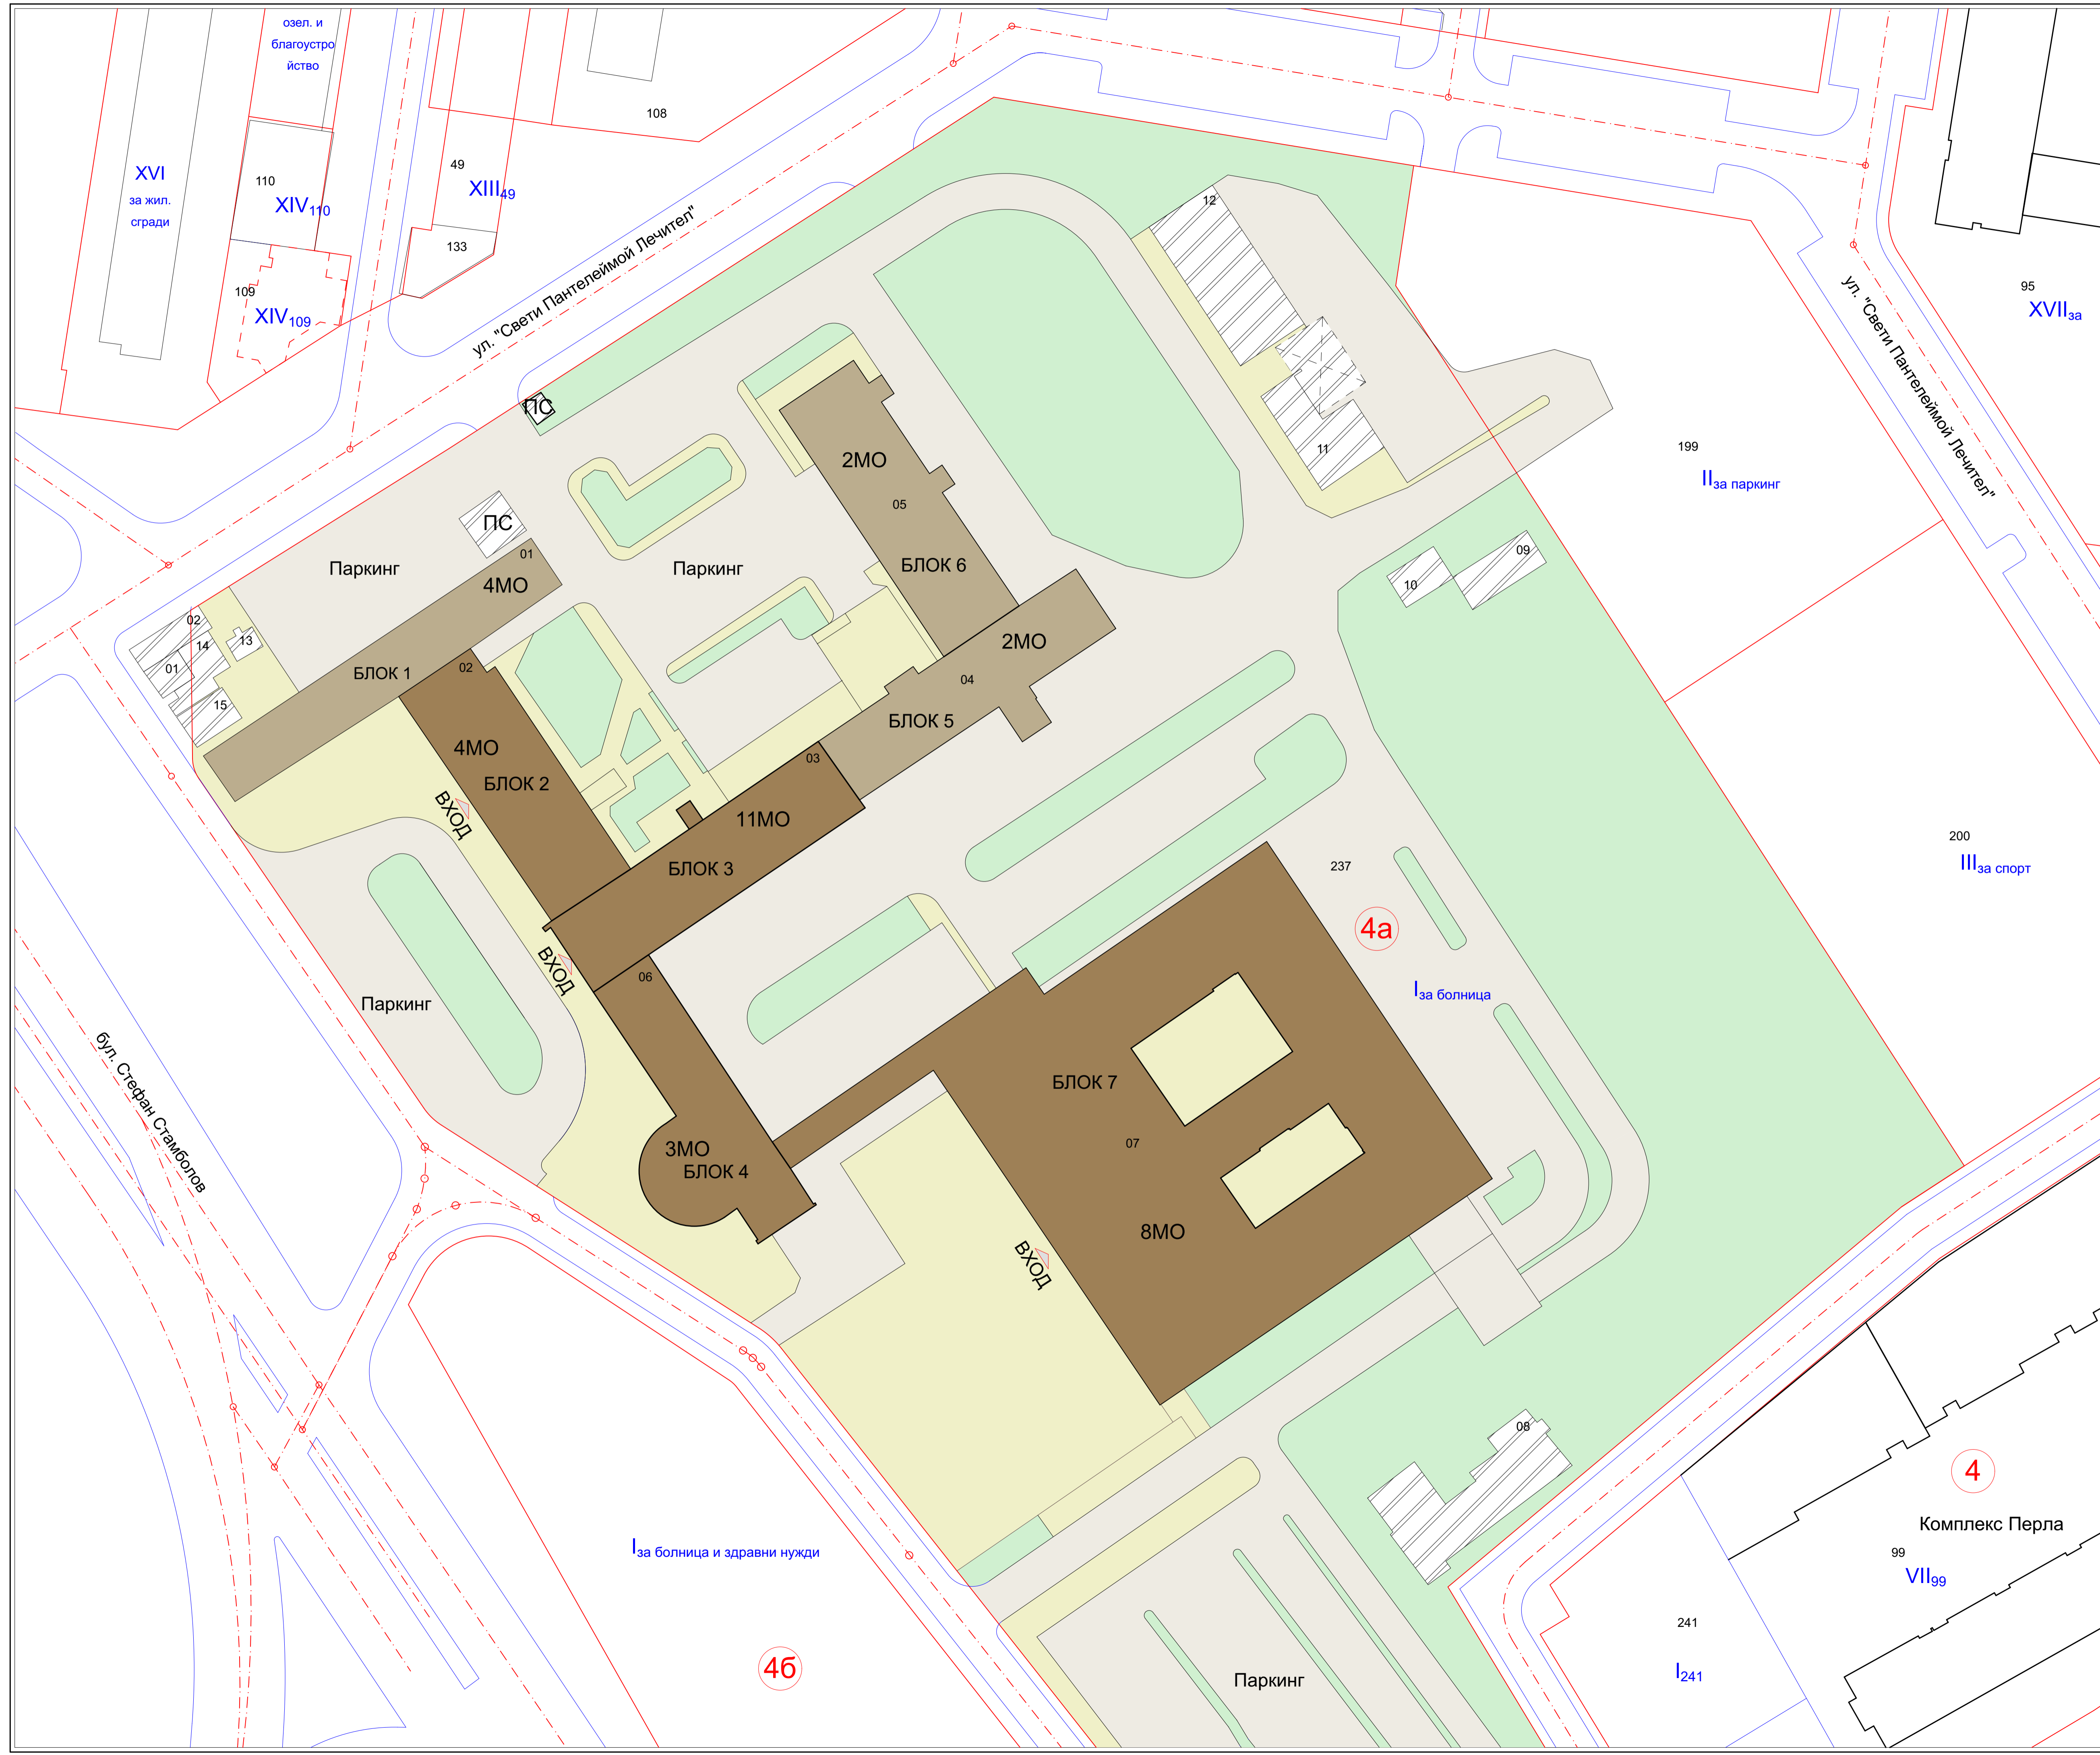 озел. и
благоустро
йство
108
XVI
за жил.
сгради
110
XIV110
49
XIII49
133
109
XIV109
ул. "Свети Пантелеймой Лечител"
12
95
XVIIза
ул. "Свети Пантелеймой Лечител"
ПС
11
199
IIза паркинг
2МО
05
БЛОК 6
ПС
01
4МО
Паркинг
Паркинг
09
10
02
14
13
01
15
БЛОК 1
02
2МО
04
БЛОК 5
4МО
БЛОК 2
03
11МО
ВХОД
БЛОК 3
237
200
IIIза спорт
4а
ВХОД
06
Iза болница
Паркинг
бул. Стефан Стамболов
БЛОК 7
07
3МО
БЛОК 4
8МО
ВХОД
08
4
Комплекс Перла
99
VII99
Iза болница и здравни нужди
241
I241
4б
Паркинг